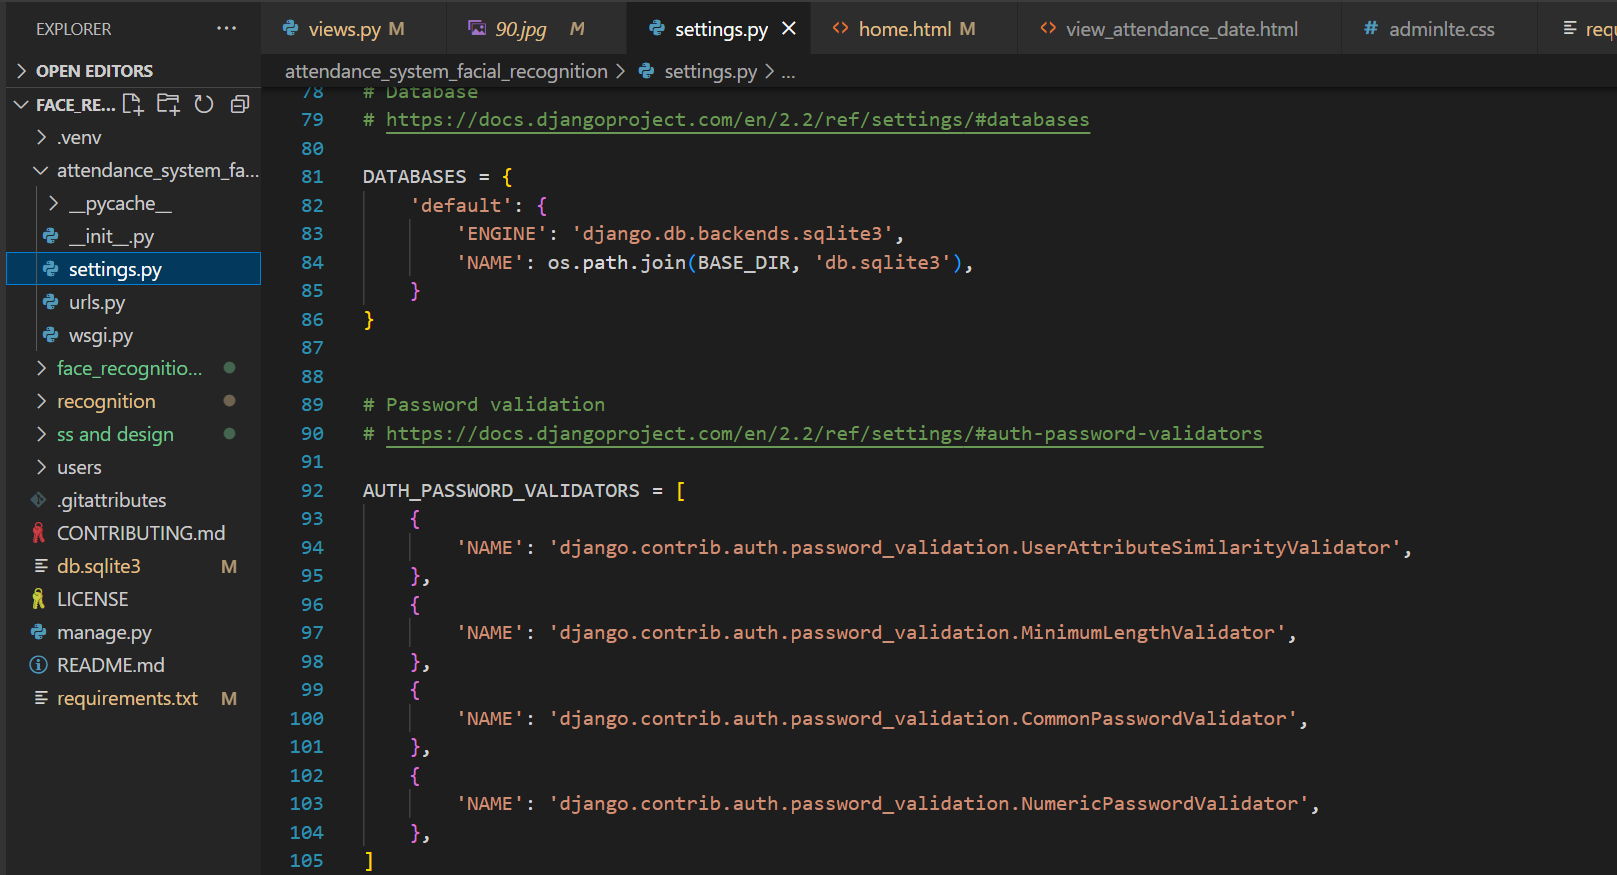 EXPLORER ...
views.py M
90.jpg M
settings.py
home.html M
view_attendance_date.html
# adminlte.css
OPEN EDITORS
attendance_system_facial_recognition > settings.py > ...
FACE_RE...
.venv
attendance_system_fa...
__pycache__
__init__.py
settings.py
urls.py
wsgi.py
face_recognitio...
recognition
ss and design
users
.gitattributes
CONTRIBUTING.md
db.sqlite3 M
LICENSE
manage.py
README.md
requirements.txt M
78 # Database
79 # https://docs.djangoproject.com/en/2.2/ref/settings/#databases
80
81 DATABASES = {
82 'default': {
83 'ENGINE': 'django.db.backends.sqlite3',
84 'NAME': os.path.join(BASE_DIR, 'db.sqlite3'),
85 }
86 }
87
88
89 # Password validation
90 # https://docs.djangoproject.com/en/2.2/ref/settings/#auth-password-validators
91
92 AUTH_PASSWORD_VALIDATORS = [
93 {
94 'NAME': 'django.contrib.auth.password_validation.UserAttributeSimilarityValidator',
95 },
96 {
97 'NAME': 'django.contrib.auth.password_validation.MinimumLengthValidator',
98 },
99 {
100 'NAME': 'django.contrib.auth.password_validation.CommonPasswordValidator',
101 },
102 {
103 'NAME': 'django.contrib.auth.password_validation.NumericPasswordValidator',
104 },
105 ]